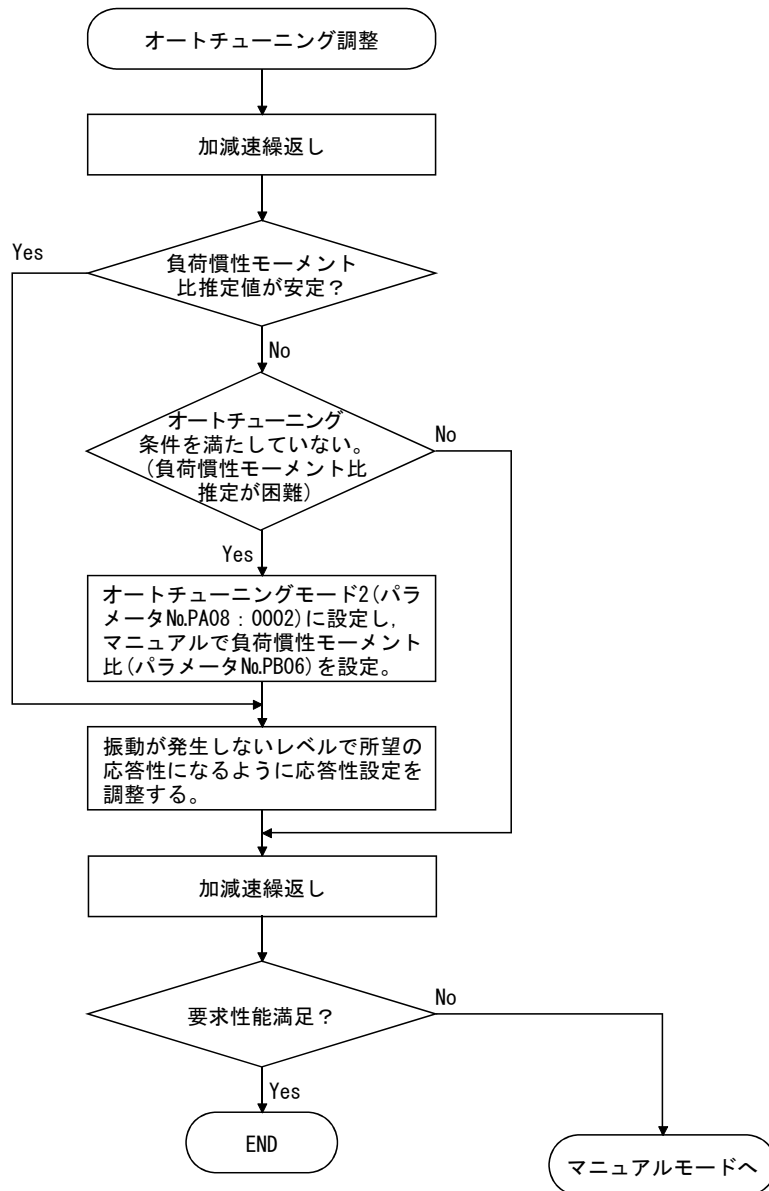 オートチューニング調整
加減速繰返し
Yes
負荷慣性モーメント
比推定値が安定？
No
オートチューニング
条件を満たしていない。
(負荷慣性モーメント比
推定が困難)
No
Yes
オートチューニングモード2(パラ
メータ№PA08：0002)に設定し,
マニュアルで負荷慣性モーメント
比(パラメータ№PB06)を設定。
振動が発生しないレベルで所望の
応答性になるように応答性設定を
調整する。
加減速繰返し
要求性能満足？
No
Yes
END
マニュアルモードへ